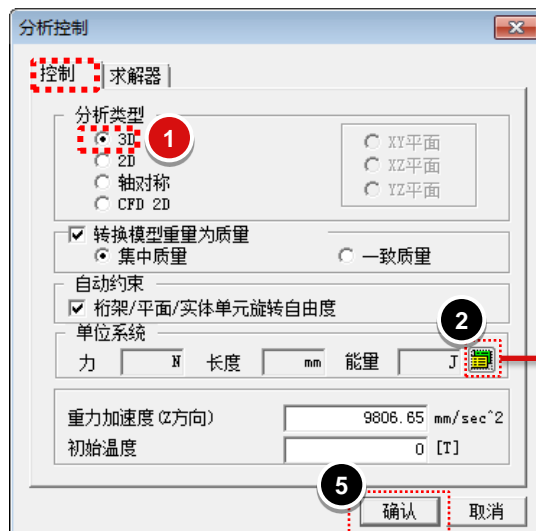 分析控制
控制 求解器
分析类型
3D 1
2D
轴对称
CFD 2D
XY平面
XZ平面
YZ平面
转换模型重量为质量
集中质量 一致质量
自动约束
桁架/平面/实体单元旋转自由度
2
单位系统
力 N 长度 mm 能量 J
重力加速度(Z方向) 9806.65 mm/sec^2
初始温度 0 [T]
5
确认 取消